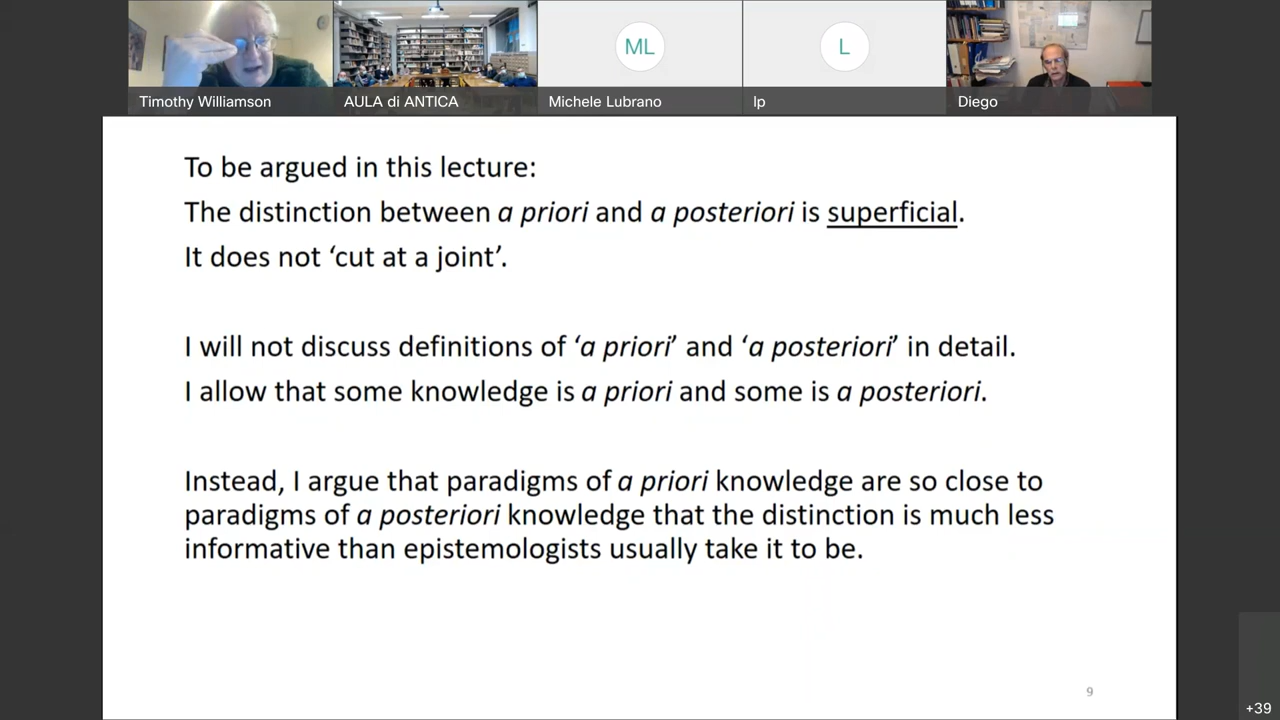 ML
L
Timothy Williamson
AULA di ANTICA
Michele Lubrano
lp
Diego
To be argued in this lecture:
The distinction between a priori and a posteriori is superficial.
It does not ‘cut at a joint’.
I will not discuss definitions of ‘a priori’ and ‘a posteriori’ in detail.
I allow that some knowledge is a priori and some is a posteriori.
Instead, I argue that paradigms of a priori knowledge are so close to
paradigms of a posteriori knowledge that the distinction is much less
informative than epistemologists usually take it to be.
9
+39